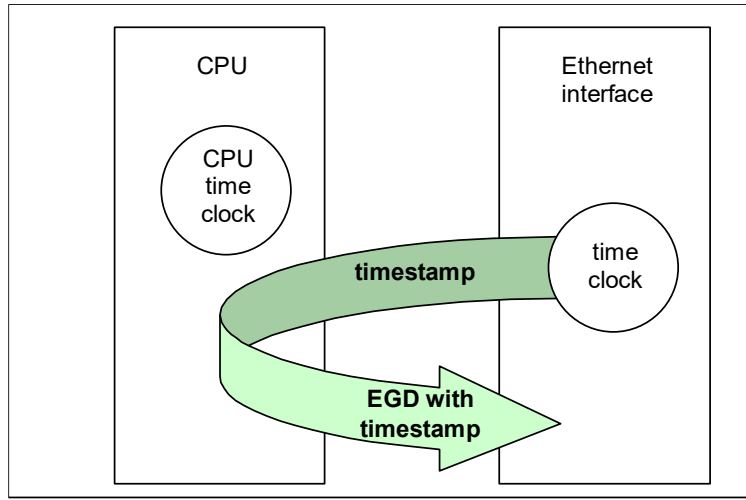 CPU
Ethernet
interface
CPU
time
clock
time
clock
timestamp
EGD with
timestamp